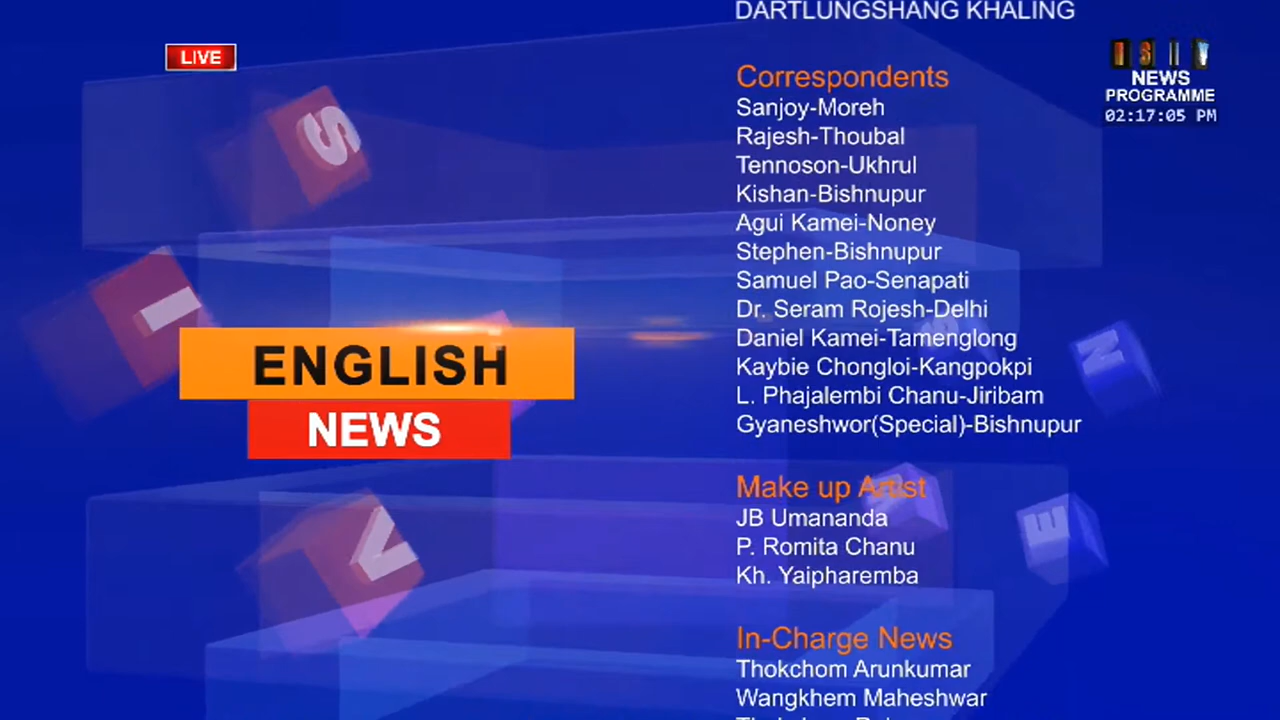 DARTLUNGSHANG KHALING
LIVE
ISTV
NEWS
PROGRAMME
02:17:05 PM
Correspondents
Sanjoy-Moreh
Rajesh-Thoubal
Tennoson-Ukhrul
Kishan-Bishnupur
Agui Kamei-Noney
Stephen-Bishnupur
Samuel Pao-Senapati
Dr. Seram Rojesh-Delhi
Daniel Kamei-Tamenglong
Kaybie Chongloi-Kangpokpi
L. Phajalembi Chanu-Jiribam
Gyaneshwor(Special)-Bishnupur
ENGLISH
NEWS
Make up Artist
JB Umananda
P. Romita Chanu
Kh. Yaipharemba
In-Charge News
Thokchom Arunkumar
Wangkhem Maheshwar
S
I
V
N
E